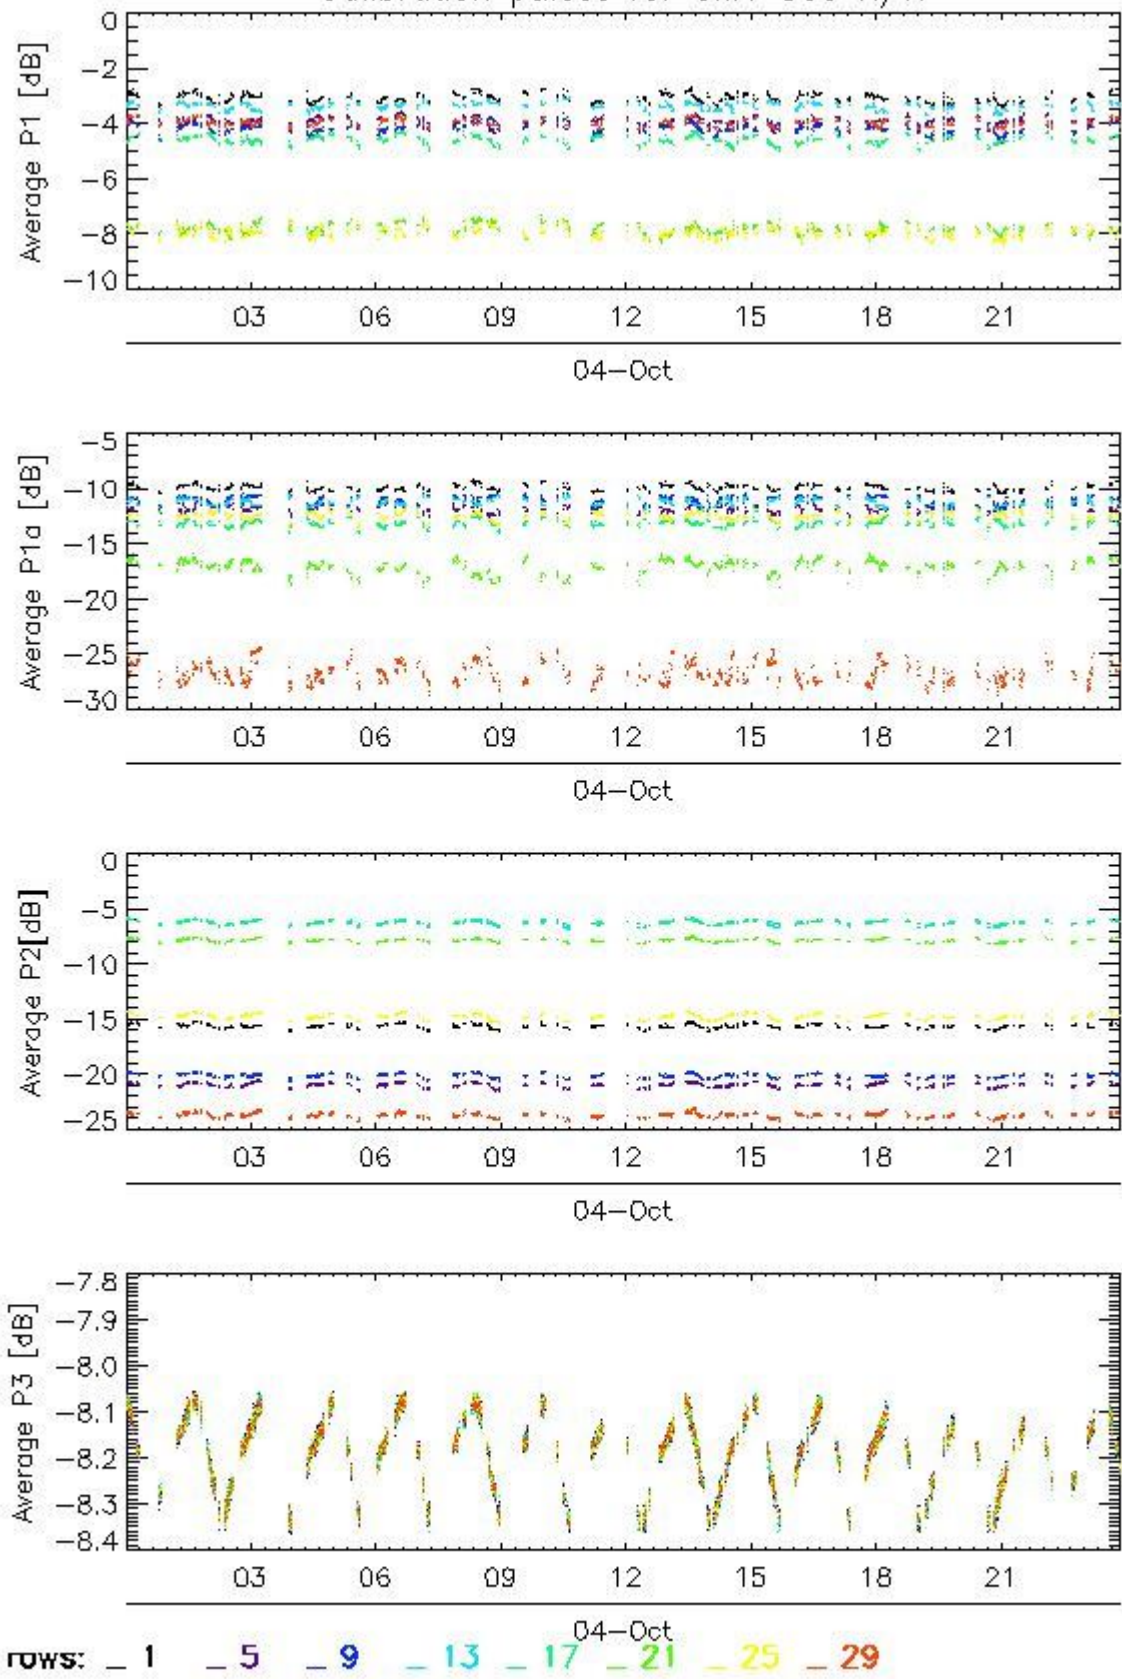 0
−2
−4
−6
−8
−10
Average P1 [dB]
03 06 09 12 15 18 21
04−Oct
−5
−10
−15
−20
−25
−30
Average P1a [dB]
03 06 09 12 15 18 21
04−Oct
0
−5
−10
−15
−20
−25
Average P2[dB]
03 06 09 12 15 18 21
04−Oct
−7.8
−7.9
−8.0
−8.1
−8.2
−8.3
−8.4
Average P3 [dB]
03 06 09 12 15 18 21
04−Oct
rows: _ 1 _ 5 _ 9 _ 13 _ 17 _ 21 _ 25 _ 29